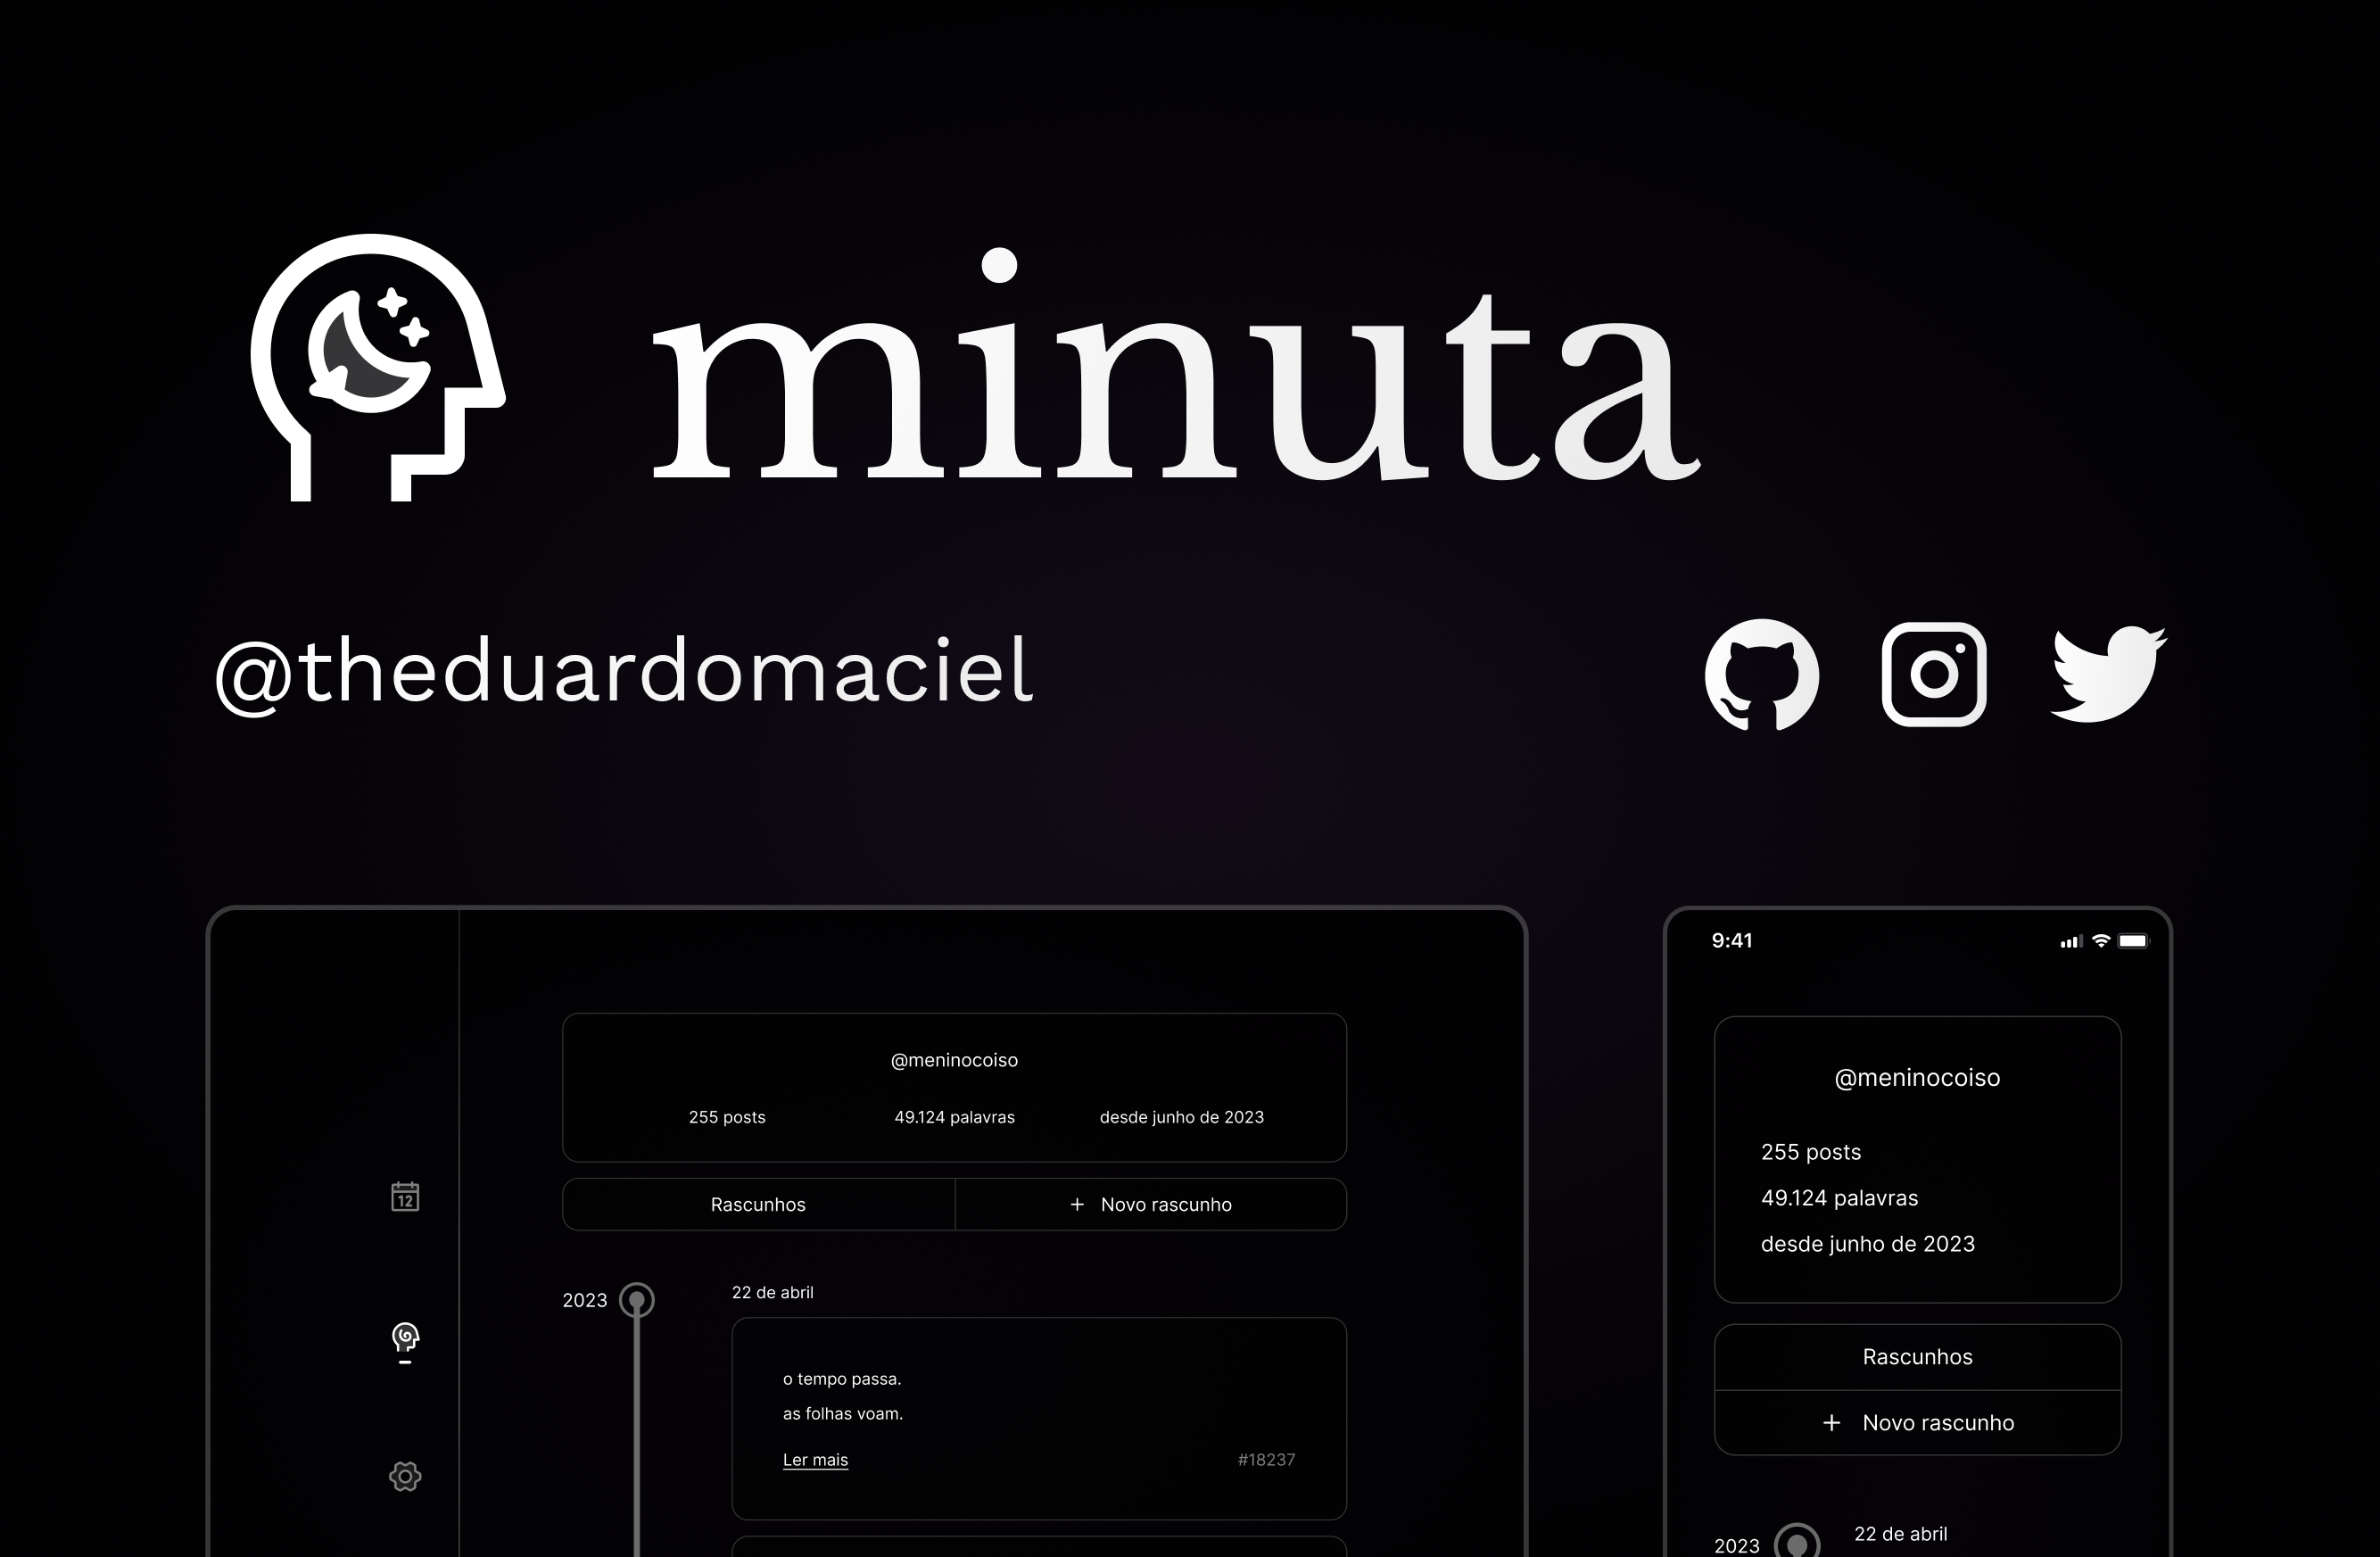 minuta
@theduardomaciel
@meninocoiso
255 posts
49.124 palavras
desde junho de 2023
Rascunhos
+ Novo rascunho
12
2023
22 de abril
o tempo passa.
as folhas voam.
Ler mais
#18237
9:41
@meninocoiso
255 posts
49.124 palavras
desde junho de 2023
Rascunhos
+ Novo rascunho
2023
22 de abril